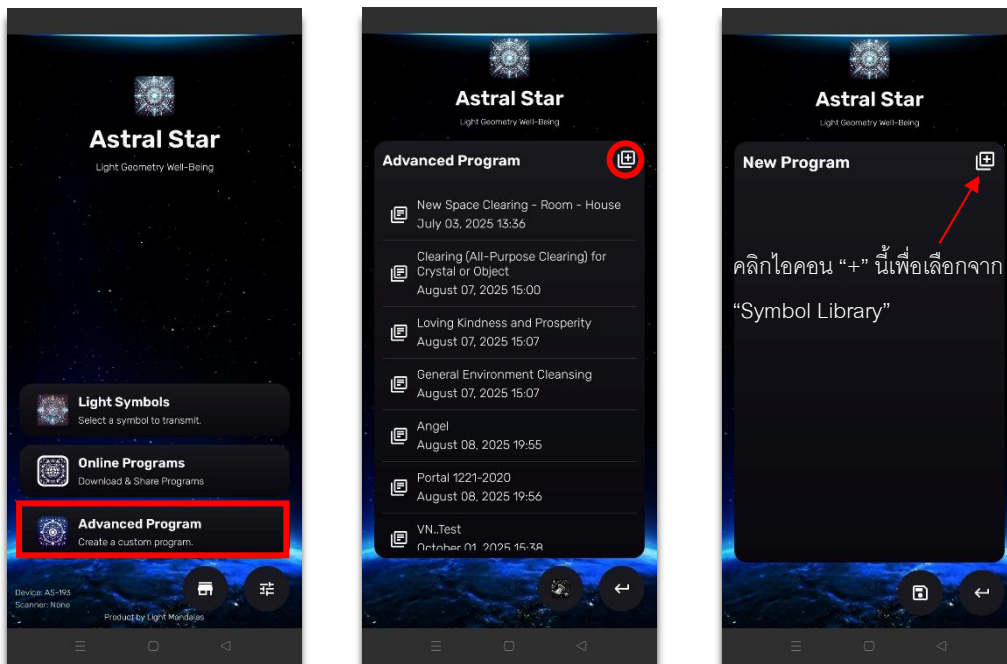 Astral Star
Light Geometry Well-Being
Light Symbols
Select a symbol to transmit.
Online Programs
Download & Share Programs
Advanced Program
Create a custom program.
Device: AS-193
Scanner: None
Product by Light Mandalas
Astral Star
Light Geometry Well-Being
Advanced Program
New Space Clearing - Room - House
July 03, 2025 13:36
Clearing (All-Purpose Clearing) for
Crystal or Object
August 07, 2025 15:00
Loving Kindness and Prosperity
August 07, 2025 15:07
General Environment Cleansing
August 07, 2025 15:07
Angel
August 08, 2025 19:55
Portal 1221-2020
August 08, 2025 19:56
VN..Test
October 01, 2025 15:38
Astral Star
Light Geometry Well-Being
New Program
คลิกไอคอน “+” นี้เพื่อเลือกจาก
“Symbol Library”